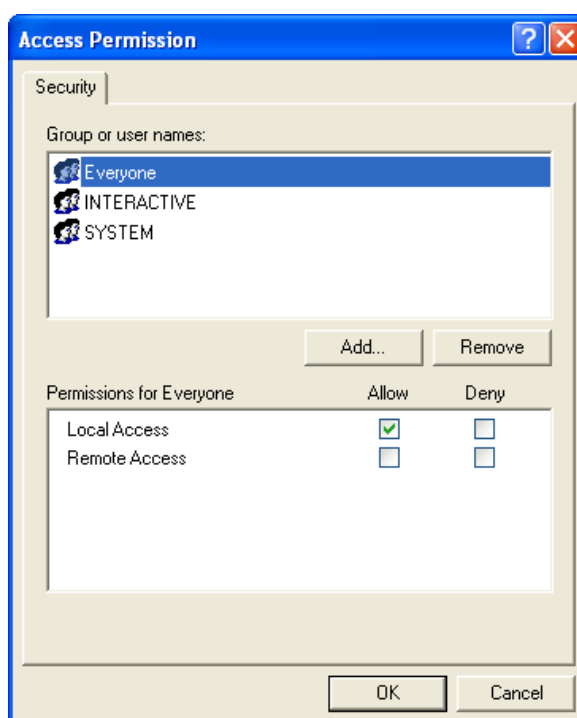 Access Permission
Security
Group or user names:
Everyone
INTERACTIVE
SYSTEM
Add... Remove
Permissions for Everyone Allow Deny
Local Access
Remote Access
OK Cancel